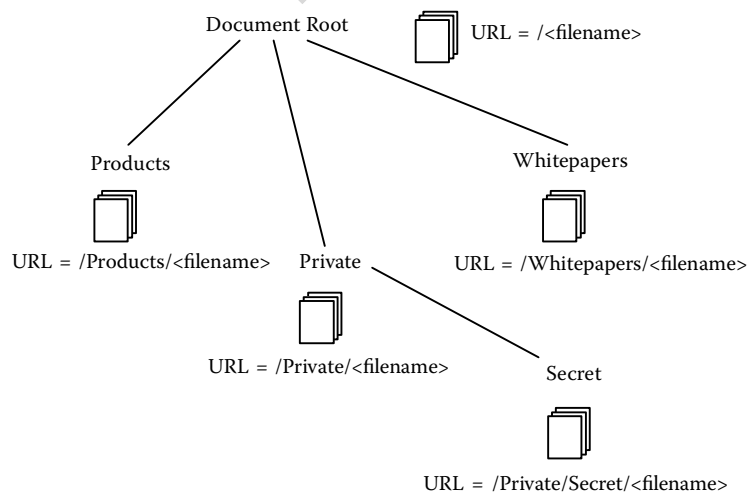 Document Root
URL = /<filename>
Products
Whitepapers
URL = /Products/<filename>
Private
URL = /Whitepapers/<filename>
URL = /Private/<filename>
Secret
URL = /Private/Secret/<filename>